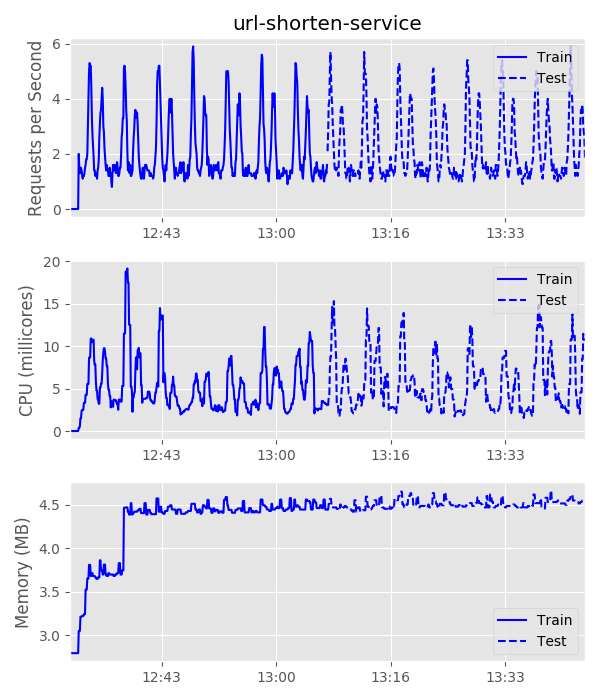 url-shorten-service
Requests per Second
6
4
2
0
Train
Test
12:43
13:00
13:16
13:33
CPU (millicores)
20
15
10
5
0
Train
Test
12:43
13:00
13:16
13:33
Memory (MB)
4.5
4.0
3.5
3.0
Train
Test
12:43
13:00
13:16
13:33